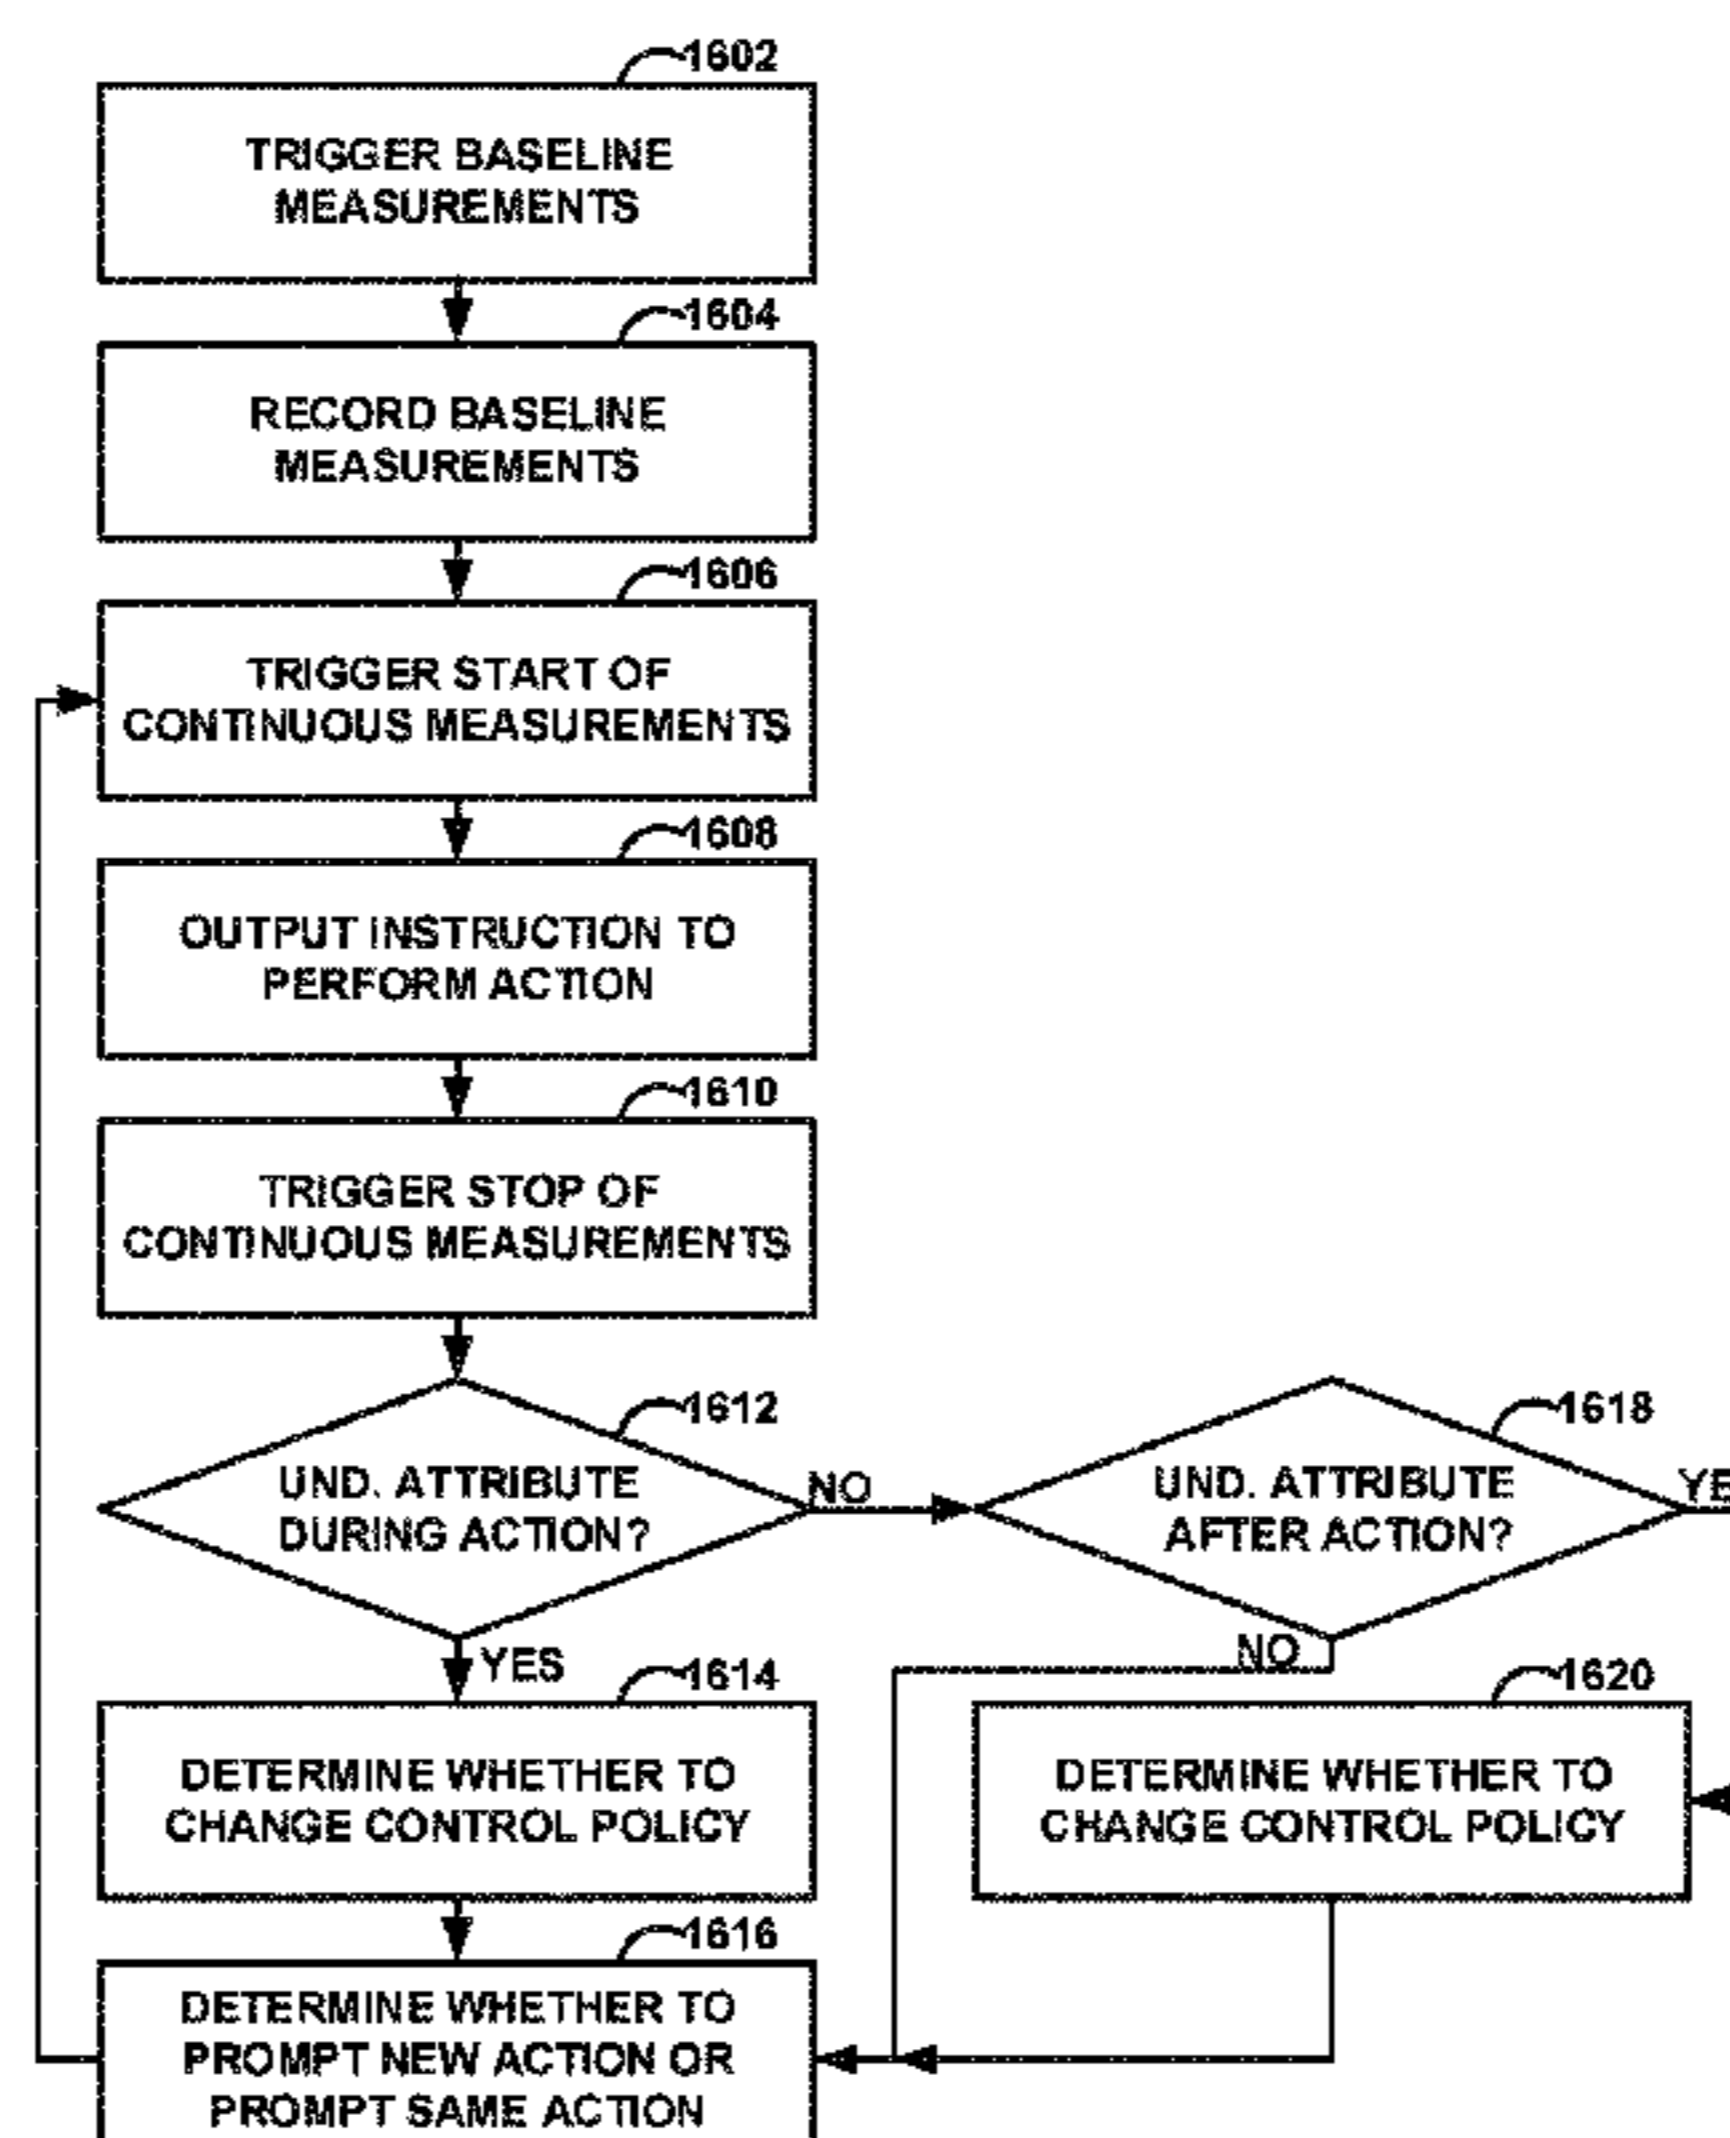 1602
TRIGGER BASELINE
MEASUREMENTS
1604
RECORD BASELINE
MEASUREMENTS
1606
TRIGGER START OF
CONTINUOUS MEASUREMENTS
1608
OUTPUT INSTRUCTION TO
PERFORM ACTION
1610
TRIGGER STOP OF
CONTINUOUS MEASUREMENTS
1612
UND. ATTRIBUTE
DURING ACTION?
NO
1618
UND. ATTRIBUTE
AFTER ACTION?
YES
NO
1614
DETERMINE WHETHER TO
CHANGE CONTROL POLICY
1620
DETERMINE WHETHER TO
CHANGE CONTROL POLICY
1616
DETERMINE WHETHER TO
PROMPT NEW ACTION OR
PROMPT SAME ACTION